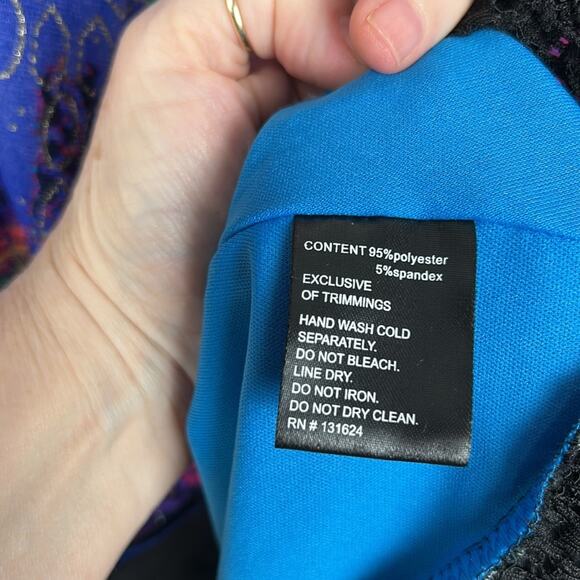 CONTENT 95%polyester
5%spandex
EXCLUSIVE
OF TRIMMINGS
HAND WASH COLD
SEPARATELY.
DO NOT BLEACH.
LINE DRY.
DO NOT IRON.
DO NOT DRY CLEAN.
RN # 131624